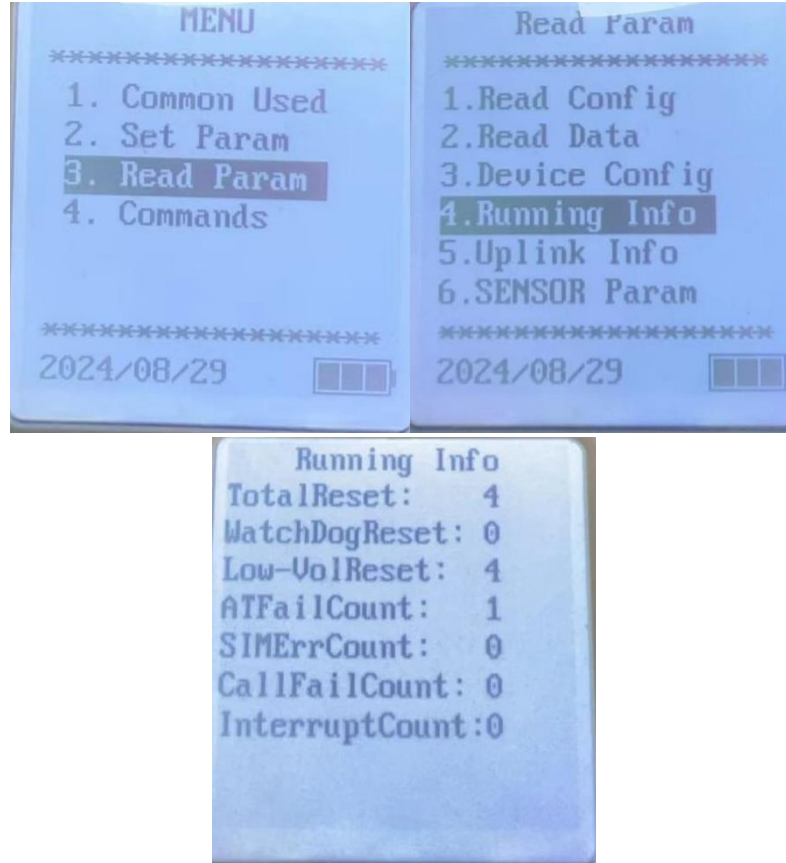 MENU
*******************
1. Common Used
2. Set Param
3. Read Param
4. Commands
*******************
2024/08/29
Read Param
******************
1.Read Config
2.Read Data
3.Device Config
4.Running Info
5.Uplink Info
6.SENSOR Param
******************
2024/08/29
Running Info
TotalReset: 4
WatchDogReset: 0
Low-VolReset: 4
ATFailCount: 1
SIMErrCount: 0
CallFailCount: 0
InterruptCount:0